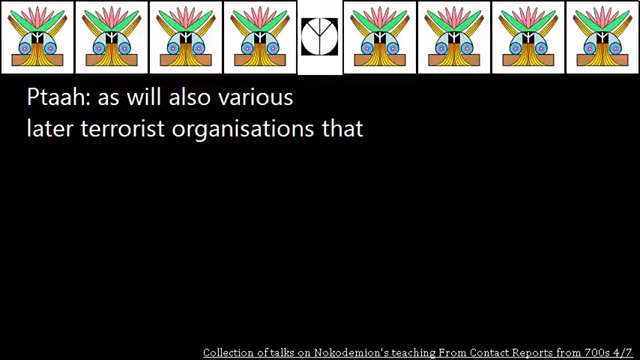 Ptaah: as will also various
later terrorist organisations that
Collection of talks on Nokodemion's teaching From Contact Reports from 700s 4/7